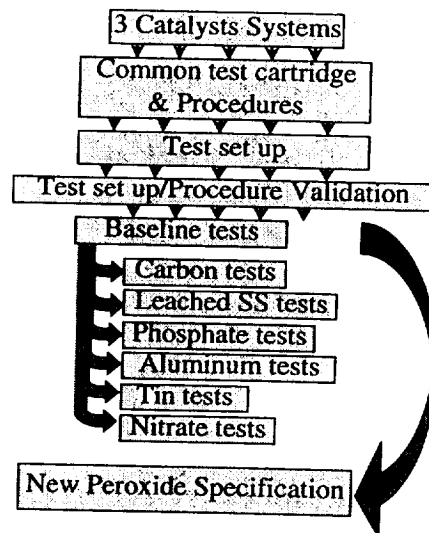 3 Catalysts Systems
Common test cartridge
& Procedures
Test set up
Test set up/Procedure Validation
Baseline tests
Carbon tests
Leached SS tests
Phosphate tests
Aluminum tests
Tin tests
Nitrate tests
New Peroxide Specification